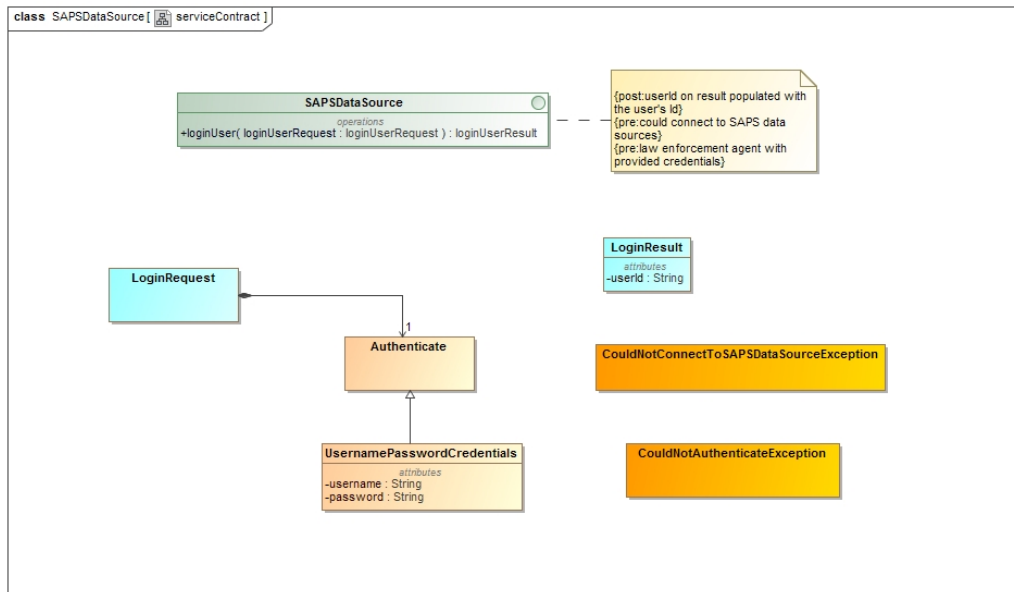 class SAPSDataSource [ serviceContract ]
SAPSDataSource
operations
+loginUser( loginUserRequest : loginUserRequest ) : loginUserResult
{post:userId on result populated with
the user's Id}
{pre:could connect to SAPS data
sources}
{pre:law enforcement agent with
provided credentials}
LoginResult
attributes
-userId : String
LoginRequest
1
Authenticate
CouldNotConnectToSAPSDataSourceException
UsernamePasswordCredentials
attributes
-username : String
-password : String
CouldNotAuthenticateException